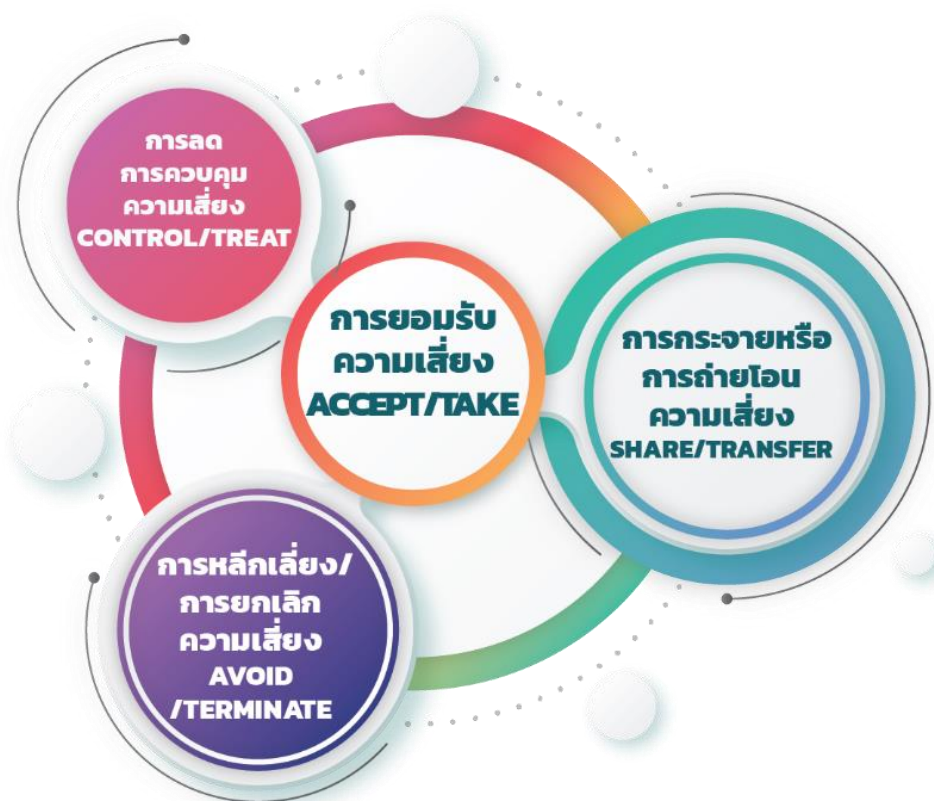 การลด
การควบคุม
ความเสี่ยง
CONTROL/TREAT
การยอมรับ
ความเสี่ยง
ACCEPT/TAKE
การกระจายหรือ
การถ่ายโอน
ความเสี่ยง
SHARE/TRANSFER
การหลีกเลี่ยง/
การยกเลิก
ความเสี่ยง
AVOID
/TERMINATE